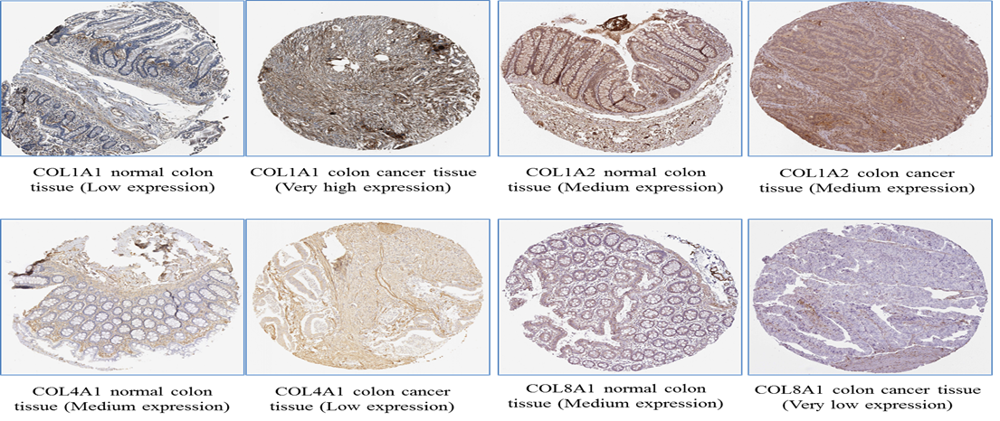 COL1A1 normal colon
tissue (Low expression)
COL1A1 colon cancer tissue
(Very high expression)
COL1A2 normal colon
tissue (Medium expression)
COL1A2 colon cancer
tissue (Medium expression)
COL4A1 normal colon
tissue (Medium expression)
COL4A1 colon cancer
tissue (Low expression)
COL8A1 normal colon
tissue (Medium expression)
COL8A1 colon cancer tissue
(Very low expression)